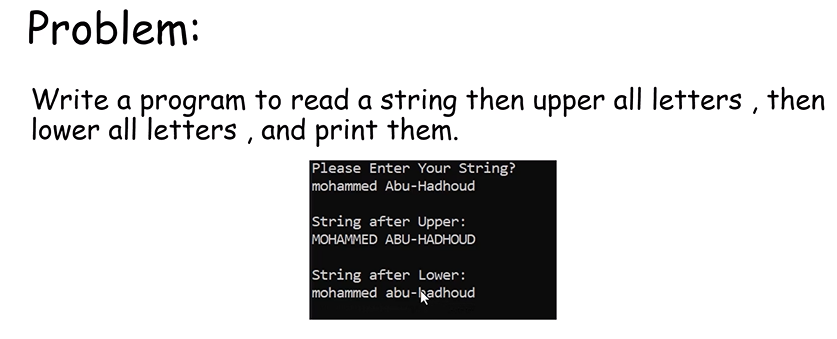 Problem:
Write a program to read a string then upper all letters , then
lower all letters , and print them.
Please Enter Your String?
mohammed Abu-Hadhoud
String after Upper:
MOHAMMED ABU-HADHOUD
String after Lower:
mohammed abu-hadhoud